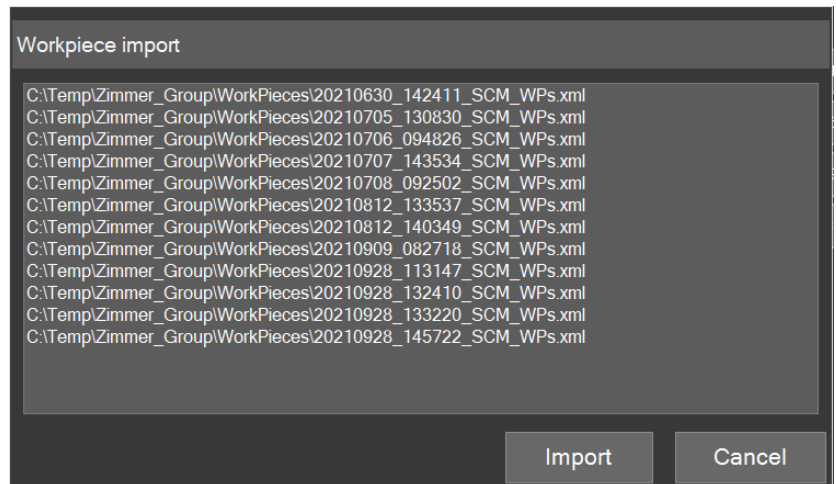 Workpiece import
C:\Temp\Zimmer_Group\WorkPieces\20210630_142411_SCM_WPs.xml
C:\Temp\Zimmer_Group\WorkPieces\20210705_130830_SCM_WPs.xml
C:\Temp\Zimmer_Group\WorkPieces\20210706_094826_SCM_WPs.xml
C:\Temp\Zimmer_Group\WorkPieces\20210707_143534_SCM_WPs.xml
C:\Temp\Zimmer_Group\WorkPieces\20210708_092502_SCM_WPs.xml
C:\Temp\Zimmer_Group\WorkPieces\20210812_133537_SCM_WPs.xml
C:\Temp\Zimmer_Group\WorkPieces\20210812_140349_SCM_WPs.xml
C:\Temp\Zimmer_Group\WorkPieces\20210909_082718_SCM_WPs.xml
C:\Temp\Zimmer_Group\WorkPieces\20210928_113147_SCM_WPs.xml
C:\Temp\Zimmer_Group\WorkPieces\20210928_132410_SCM_WPs.xml
C:\Temp\Zimmer_Group\WorkPieces\20210928_133220_SCM_WPs.xml
C:\Temp\Zimmer_Group\WorkPieces\20210928_145722_SCM_WPs.xml
Import Cancel